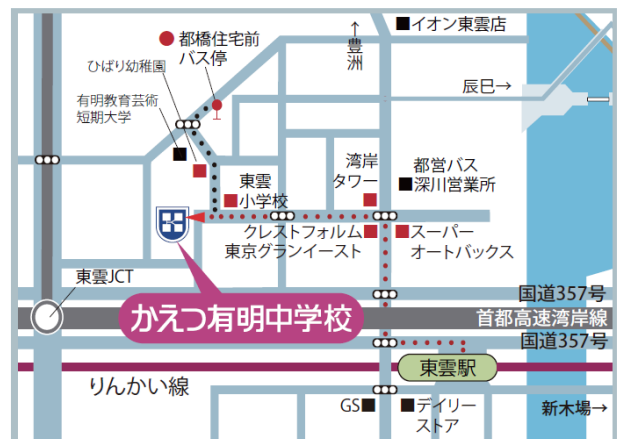 都橋住宅前
バス停
↑
豊洲
イオン東雲店
ひばり幼稚園
辰巳→
有明教育芸術
短期大学
東雲
小学校
湾岸
タワー
都営バス
深川営業所
クレストフォルム
東京グランイースト
スーパー
オートバックス
東雲JCT
かえつ有明中学校
国道357号
首都高速湾岸線
国道357号
東雲駅
りんかい線
GS
デイリー
ストア
新木場→